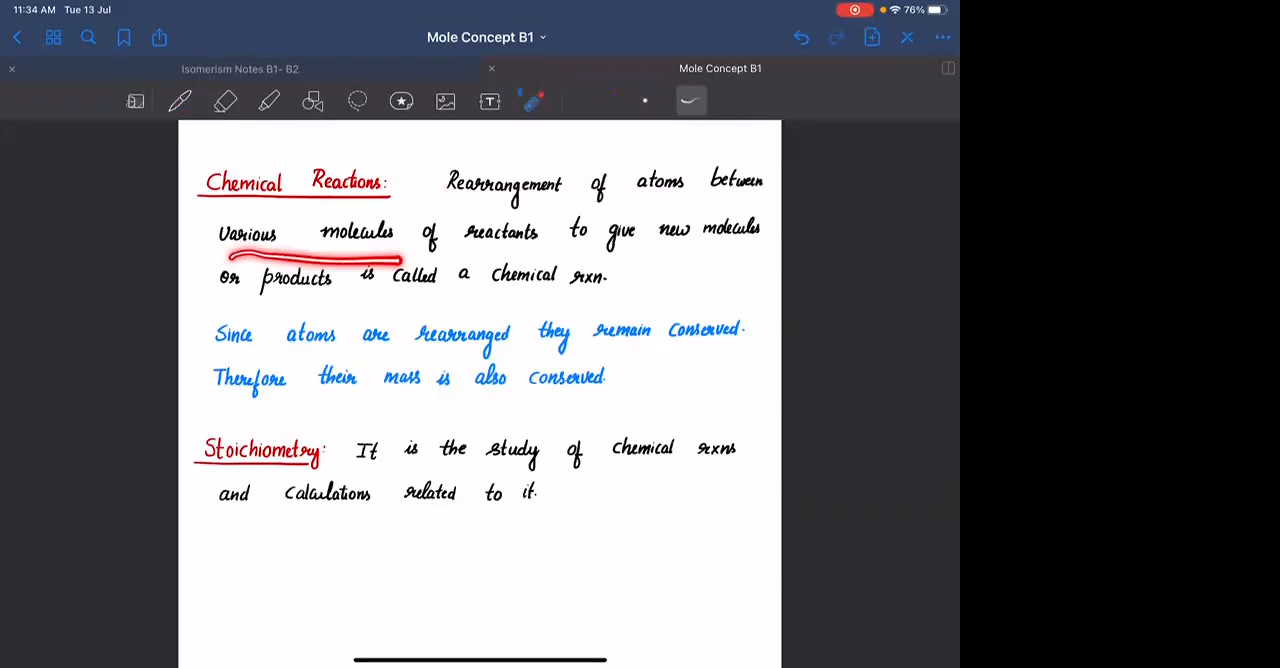 11:34 AM Tue 13 Jul
76%
Mole Concept B1
Isomerism Notes B1- B2
Mole Concept B1
T
Chemical Reactions: Rearrangement of atoms between
various molecules of reactants to give new molecules
or products is called a chemical rxn.
Since atoms are rearranged they remain conserved.
Therefore their mass is also conserved.
Stoichiometry: It is the study of chemical rxns
and calculations related to it.